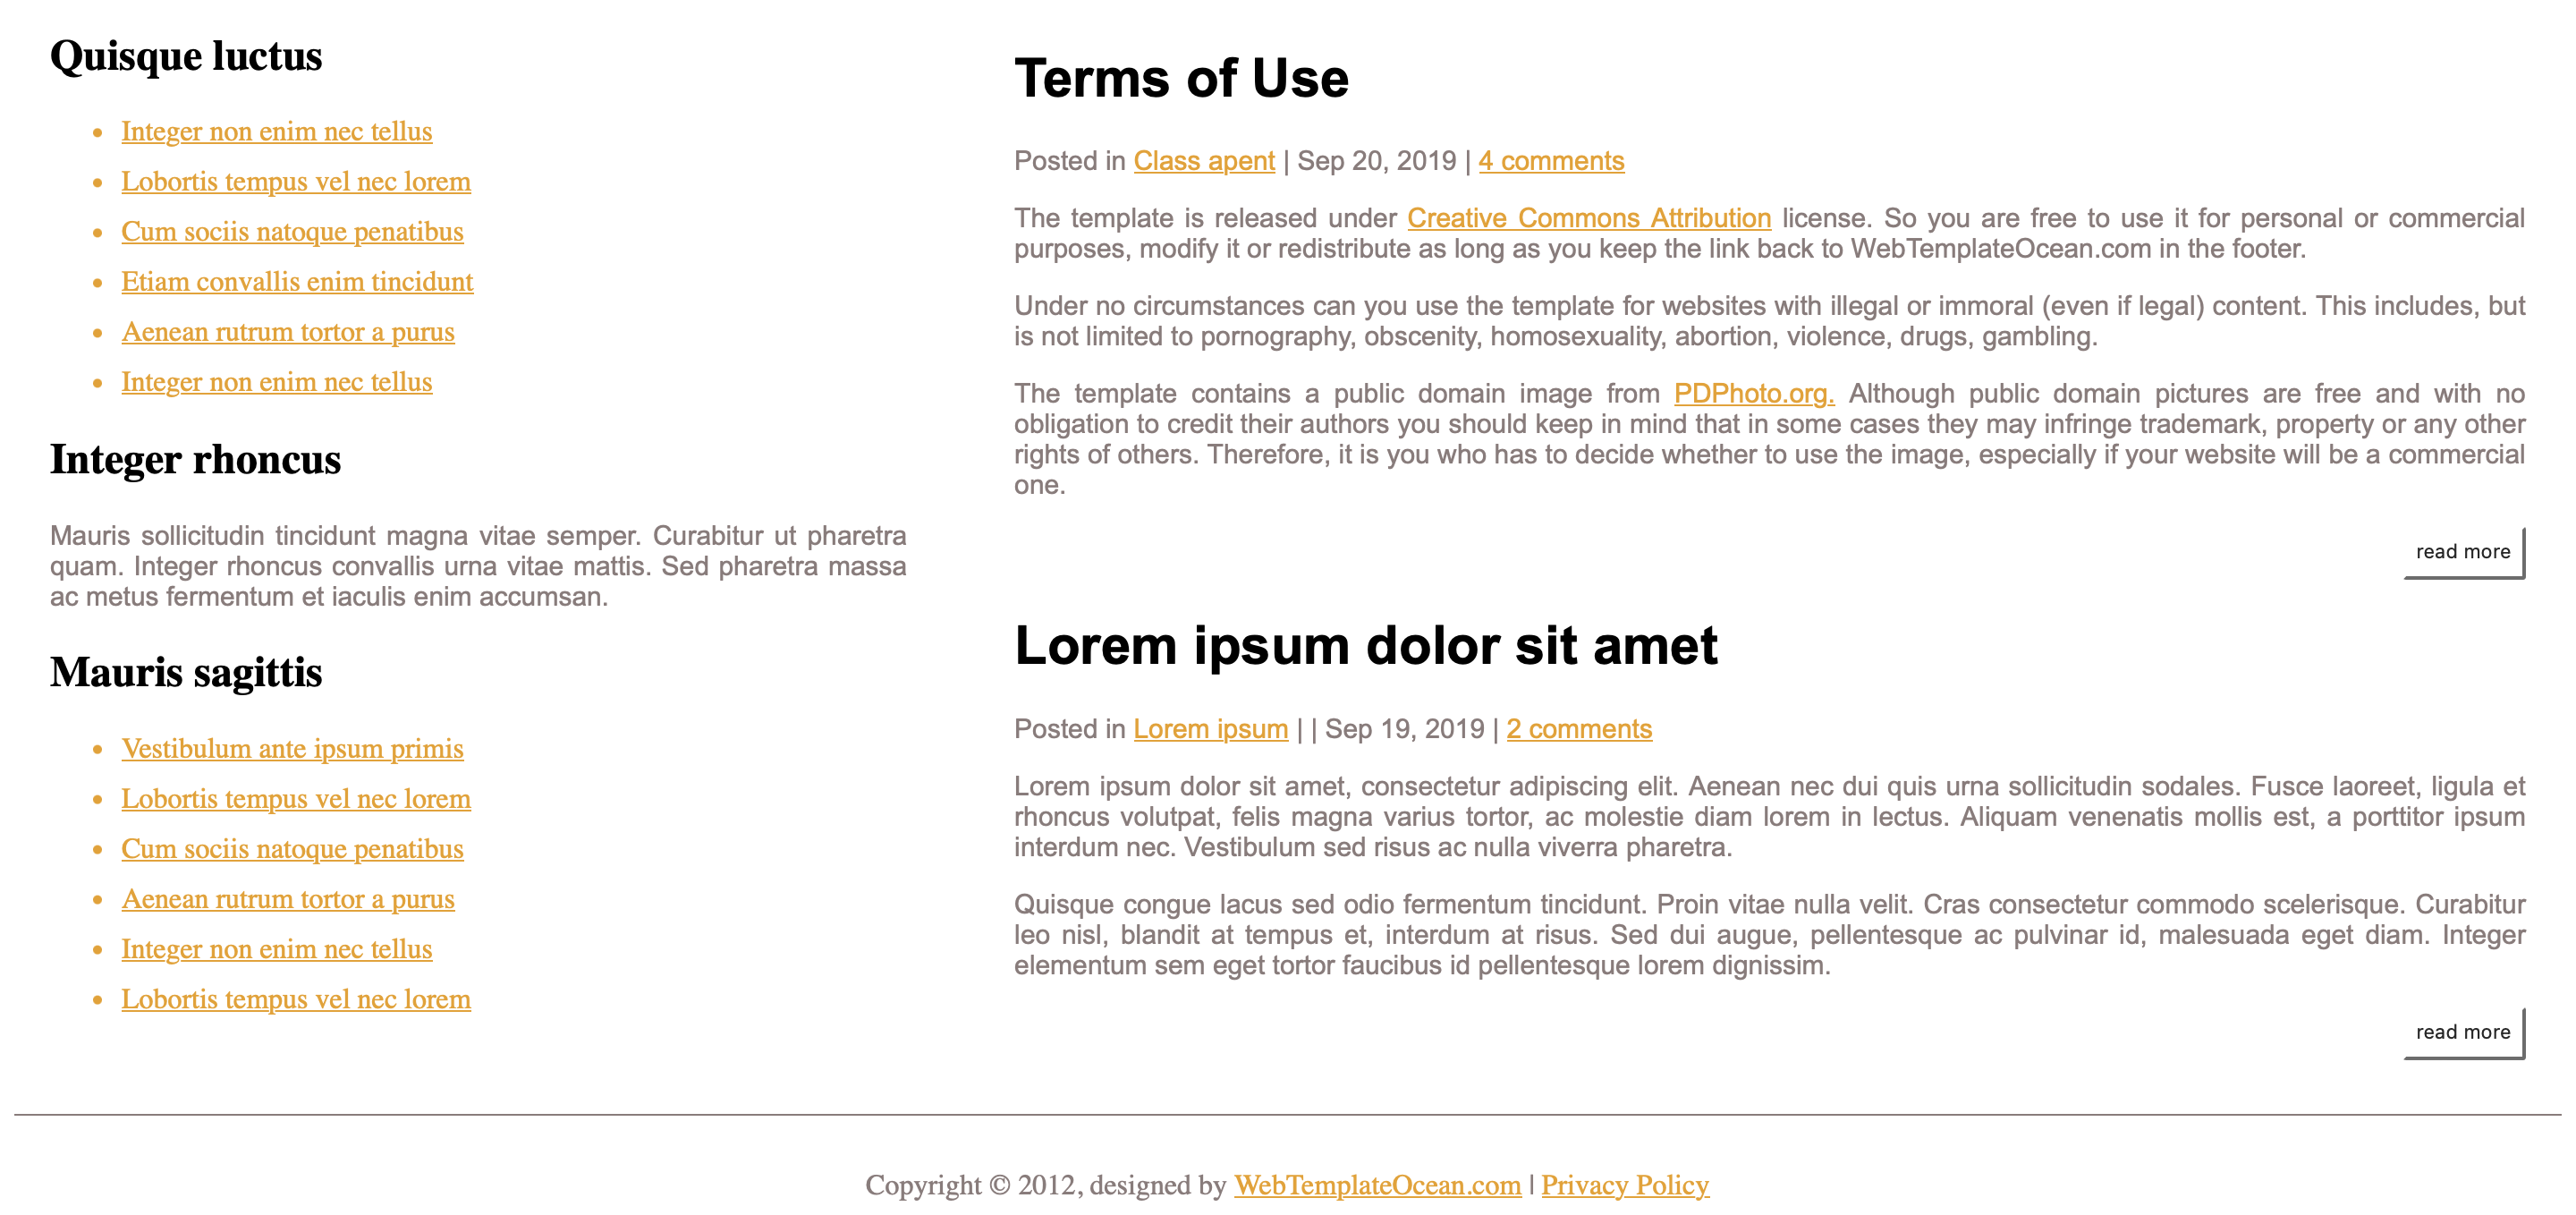 Quisque luctus
Integer non enim nec tellus
Lobortis tempus vel nec lorem
Cum sociis natoque penatibus
Etiam convallis enim tincidunt
Aenean rutrum tortor a purus
Integer non enim nec tellus
Integer rhoncus
Mauris sollicitudin tincidunt magna vitae semper. Curabitur ut pharetra
quam. Integer rhoncus convallis urna vitae mattis. Sed pharetra massa
ac metus fermentum et iaculis enim accumsan.
Mauris sagittis
Vestibulum ante ipsum primis
Lobortis tempus vel nec lorem
Cum sociis natoque penatibus
Aenean rutrum tortor a purus
Integer non enim nec tellus
Lobortis tempus vel nec lorem
Terms of Use
Posted in Class apent | Sep 20, 2019 | 4 comments
The template is released under Creative Commons Attribution license. So you are free to use it for personal or commercial
purposes, modify it or redistribute as long as you keep the link back to WebTemplateOcean.com in the footer.
Under no circumstances can you use the template for websites with illegal or immoral (even if legal) content. This includes, but
is not limited to pornography, obscenity, homosexuality, abortion, violence, drugs, gambling.
The template contains a public domain image from PDPhoto.org. Although public domain pictures are free and with no
obligation to credit their authors you should keep in mind that in some cases they may infringe trademark, property or any other
rights of others. Therefore, it is you who has to decide whether to use the image, especially if your website will be a commercial
one.
read more
Lorem ipsum dolor sit amet
Posted in Lorem ipsum | | Sep 19, 2019 | 2 comments
Lorem ipsum dolor sit amet, consectetur adipiscing elit. Aenean nec dui quis urna sollicitudin sodales. Fusce laoreet, ligula et
rhoncus volutpat, felis magna varius tortor, ac molestie diam lorem in lectus. Aliquam venenatis mollis est, a porttitor ipsum
interdum nec. Vestibulum sed risus ac nulla viverra pharetra.
Quisque congue lacus sed odio fermentum tincidunt. Proin vitae nulla velit. Cras consectetur commodo scelerisque. Curabitur
leo nisl, blandit at tempus et, interdum at risus. Sed dui augue, pellentesque ac pulvinar id, malesuada eget diam. Integer
elementum sem eget tortor faucibus id pellentesque lorem dignissim.
read more
Copyright © 2012, designed by WebTemplateOcean.com | Privacy Policy